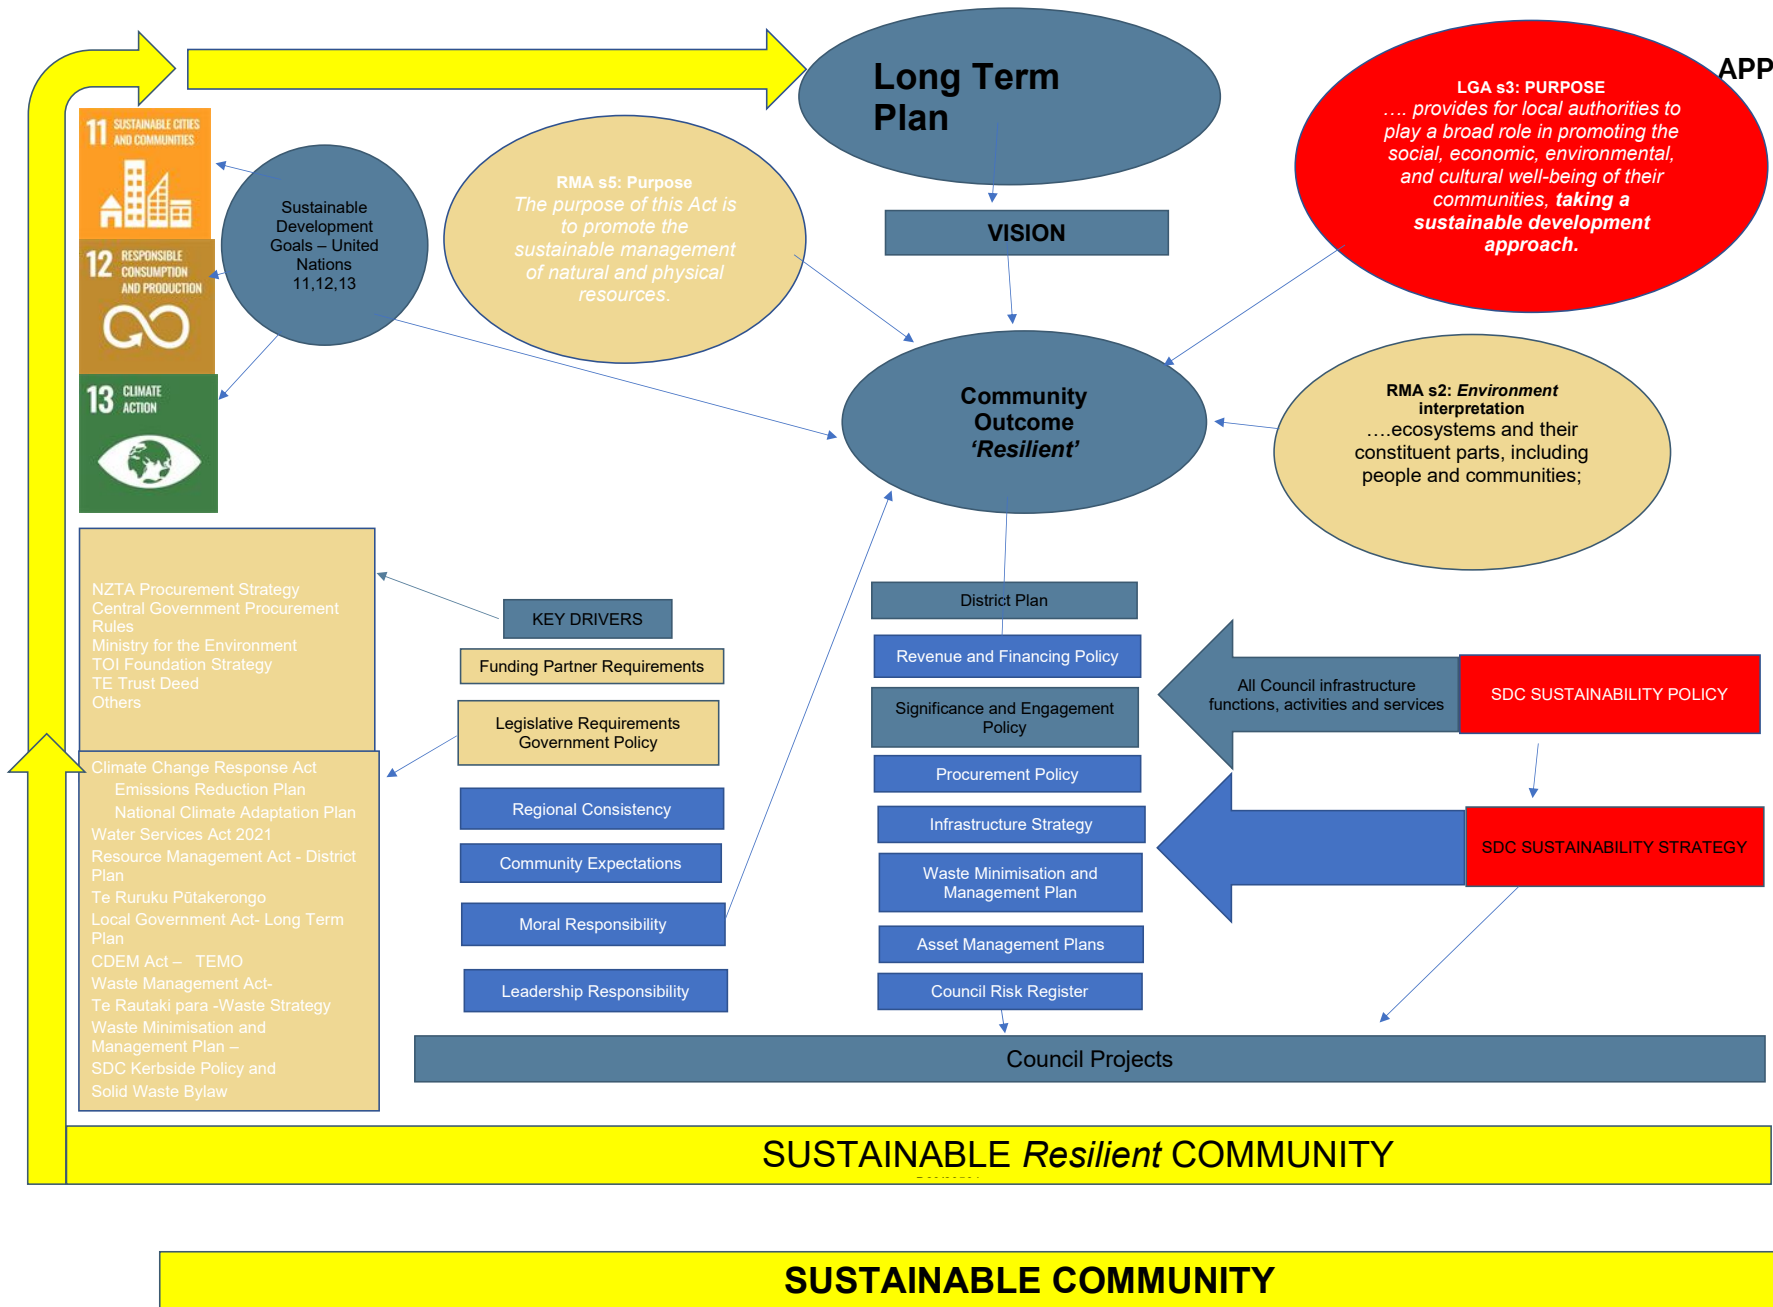 Long Term
Plan
APP
LGA s3: PURPOSE
…. provides for local authorities to
play a broad role in promoting the
social, economic, environmental,
and cultural well-being of their
communities, taking a
sustainable development
approach.
11 SUSTAINABLE CITIES
AND COMMUNITIES
12 RESPONSIBLE
CONSUMPTION
AND PRODUCTION
13 CLIMATE
ACTION
Sustainable
Development
Goals – United
Nations
11,12,13
RMA s5: Purpose
The purpose of this Act is
to promote the
sustainable management
of natural and physical
resources.
VISION
Community
Outcome
‘Resilient’
RMA s2: Environment
interpretation
….ecosystems and their
constituent parts, including
people and communities;
NZTA Procurement Strategy
Central Government Procurement
Rules
Ministry for the Environment
TOI Foundation Strategy
TE Trust Deed
Others
Climate Change Response Act
Emissions Reduction Plan
National Climate Adaptation Plan
Water Services Act 2021
Resource Management Act - District
Plan
Te Ruruku Pūtakerongo
Local Government Act- Long Term
Plan
CDEM Act – TEMO
Waste Management Act-
Te Rautaki para -Waste Strategy
Waste Minimisation and
Management Plan –
SDC Kerbside Policy and
Solid Waste Bylaw
KEY DRIVERS
Funding Partner Requirements
Legislative Requirements
Government Policy
Regional Consistency
Community Expectations
Moral Responsibility
Leadership Responsibility
District Plan
Revenue and Financing Policy
Significance and Engagement
Policy
Procurement Policy
Infrastructure Strategy
Waste Minimisation and
Management Plan
Asset Management Plans
Council Risk Register
All Council infrastructure
functions, activities and services
SDC SUSTAINABILITY POLICY
SDC SUSTAINABILITY STRATEGY
Council Projects
SUSTAINABLE Resilient COMMUNITY
SUSTAINABLE COMMUNITY